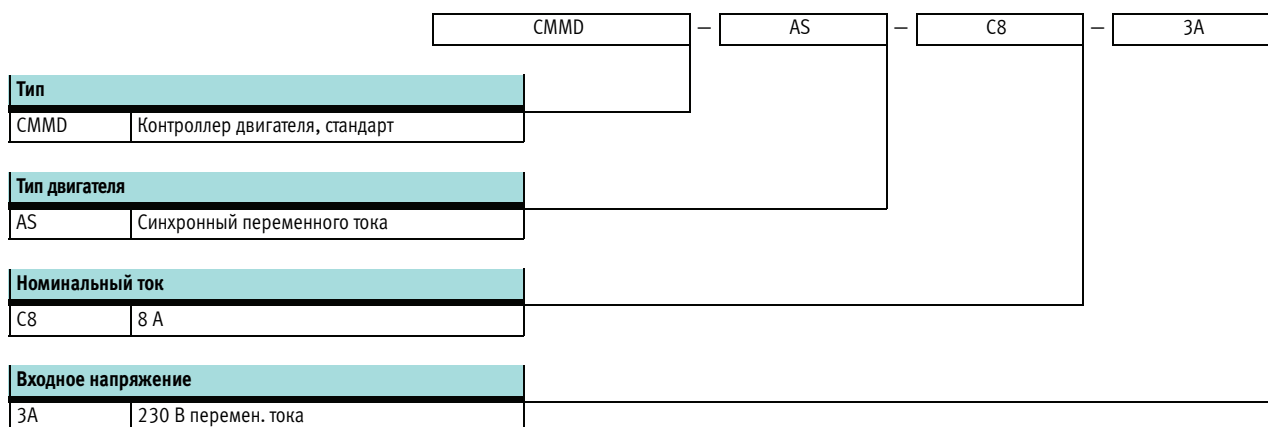 CMMD – AS – C8 – 3A
Тип
CMMD Контроллер двигателя, стандарт
Тип двигателя
AS Синхронный переменного тока
Номинальный ток
C8 8 А
Входное напряжение
3A 230 В перемен. тока